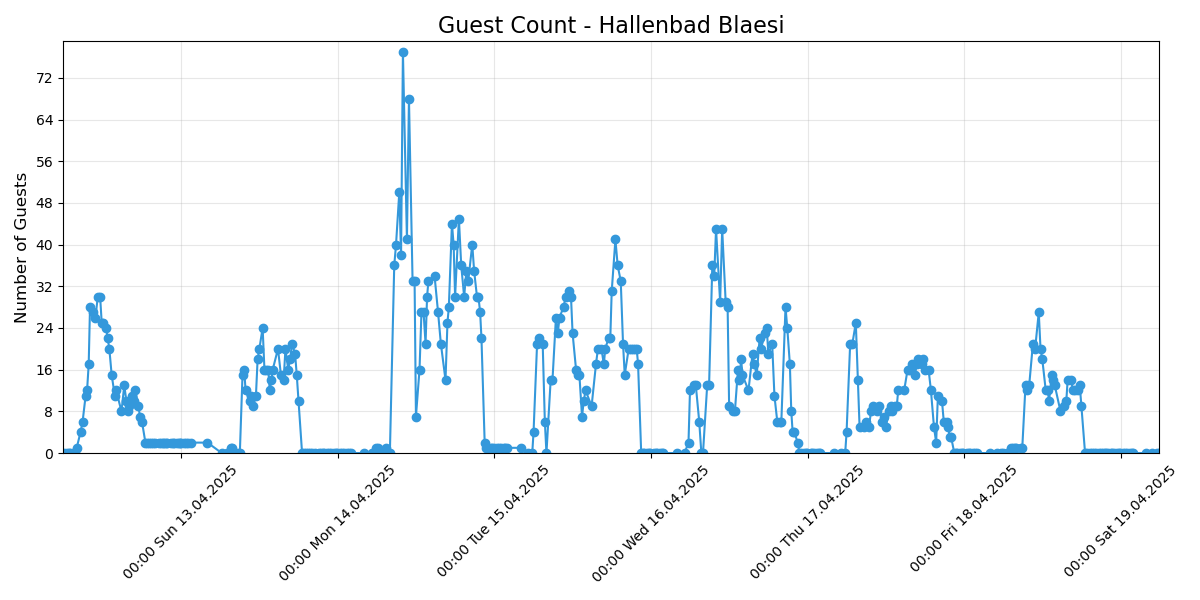 Guest Count - Hallenbad Blaesi
Number of Guests
72
64
56
48
40
32
24
16
8
0
00:00 Sun 13.04.2025
00:00 Mon 14.04.2025
00:00 Tue 15.04.2025
00:00 Wed 16.04.2025
00:00 Thu 17.04.2025
00:00 Fri 18.04.2025
00:00 Sat 19.04.2025